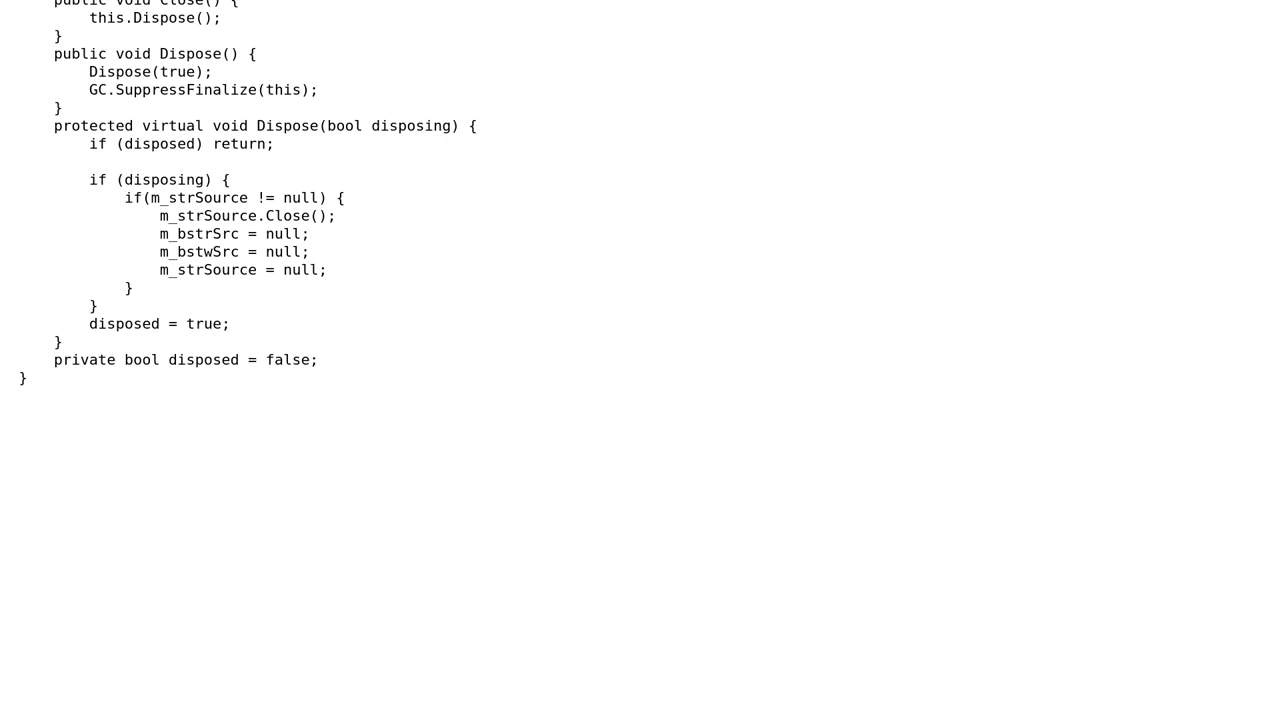 public void Close() {
        this.Dispose();
    }
    public void Dispose() {
        Dispose(true);
        GC.SuppressFinalize(this);
    }
    protected virtual void Dispose(bool disposing) {
        if (disposed) return;

        if (disposing) {
            if(m_strSource != null) {
                m_strSource.Close();
                m_bstrSrc = null;
                m_bstwSrc = null;
                m_strSource = null;
            }
        }
        disposed = true;
    }
    private bool disposed = false;
}